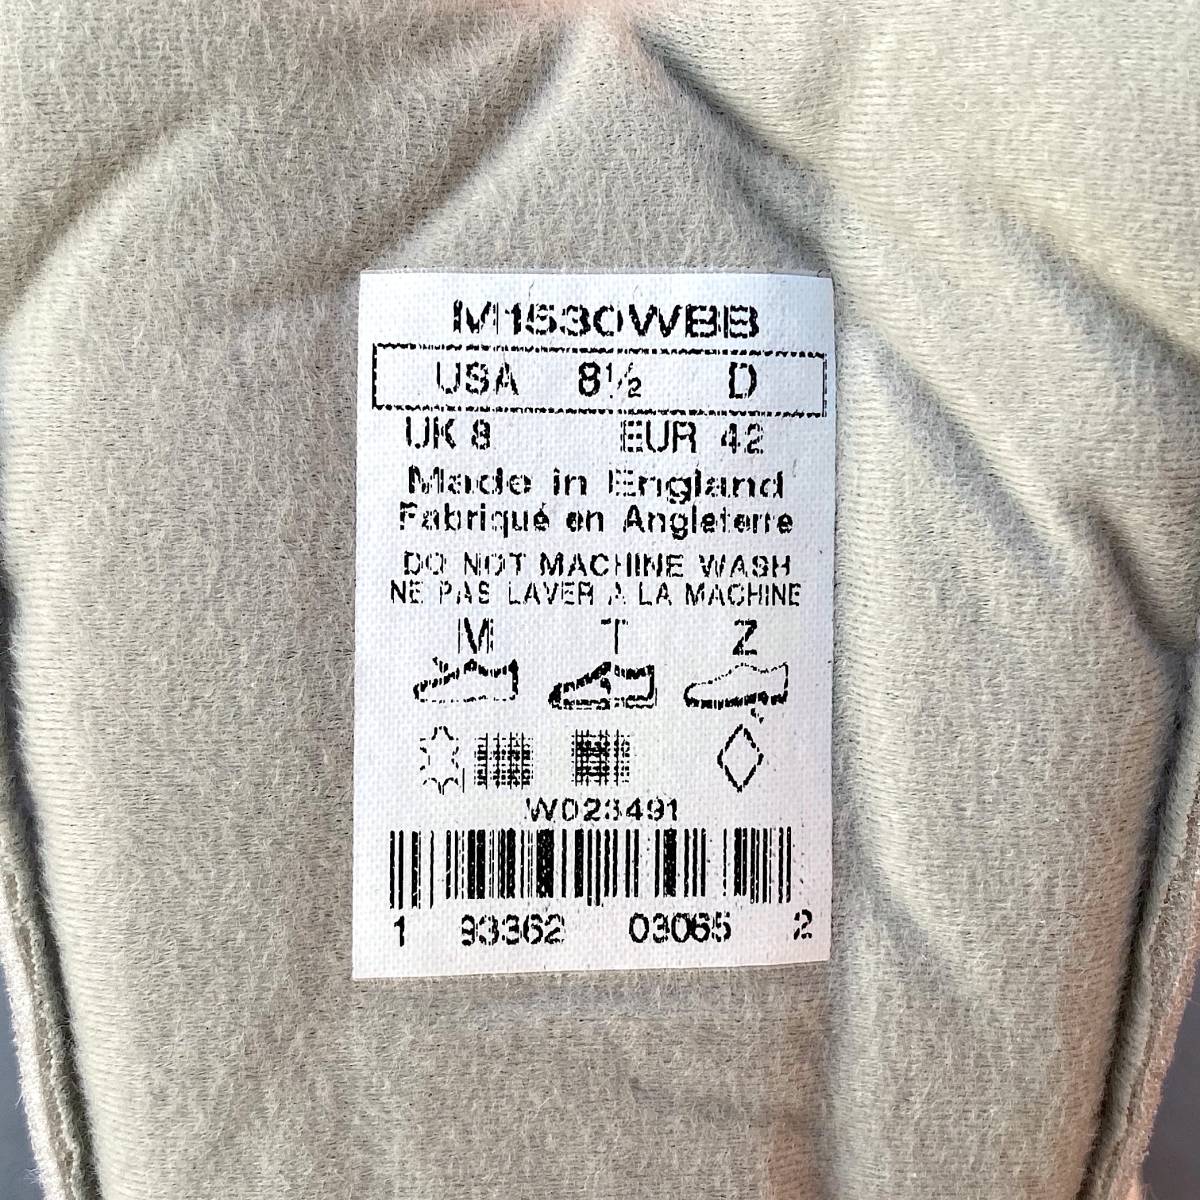 M1530WBB
USA 8½ D
UK 8 EUR 42
Made in England
Fabriqué en Angleterre
DO NOT MACHINE WASH
NE PAS LAVER A LA MACHINE
M T Z
W023491
1 93362 03065 2